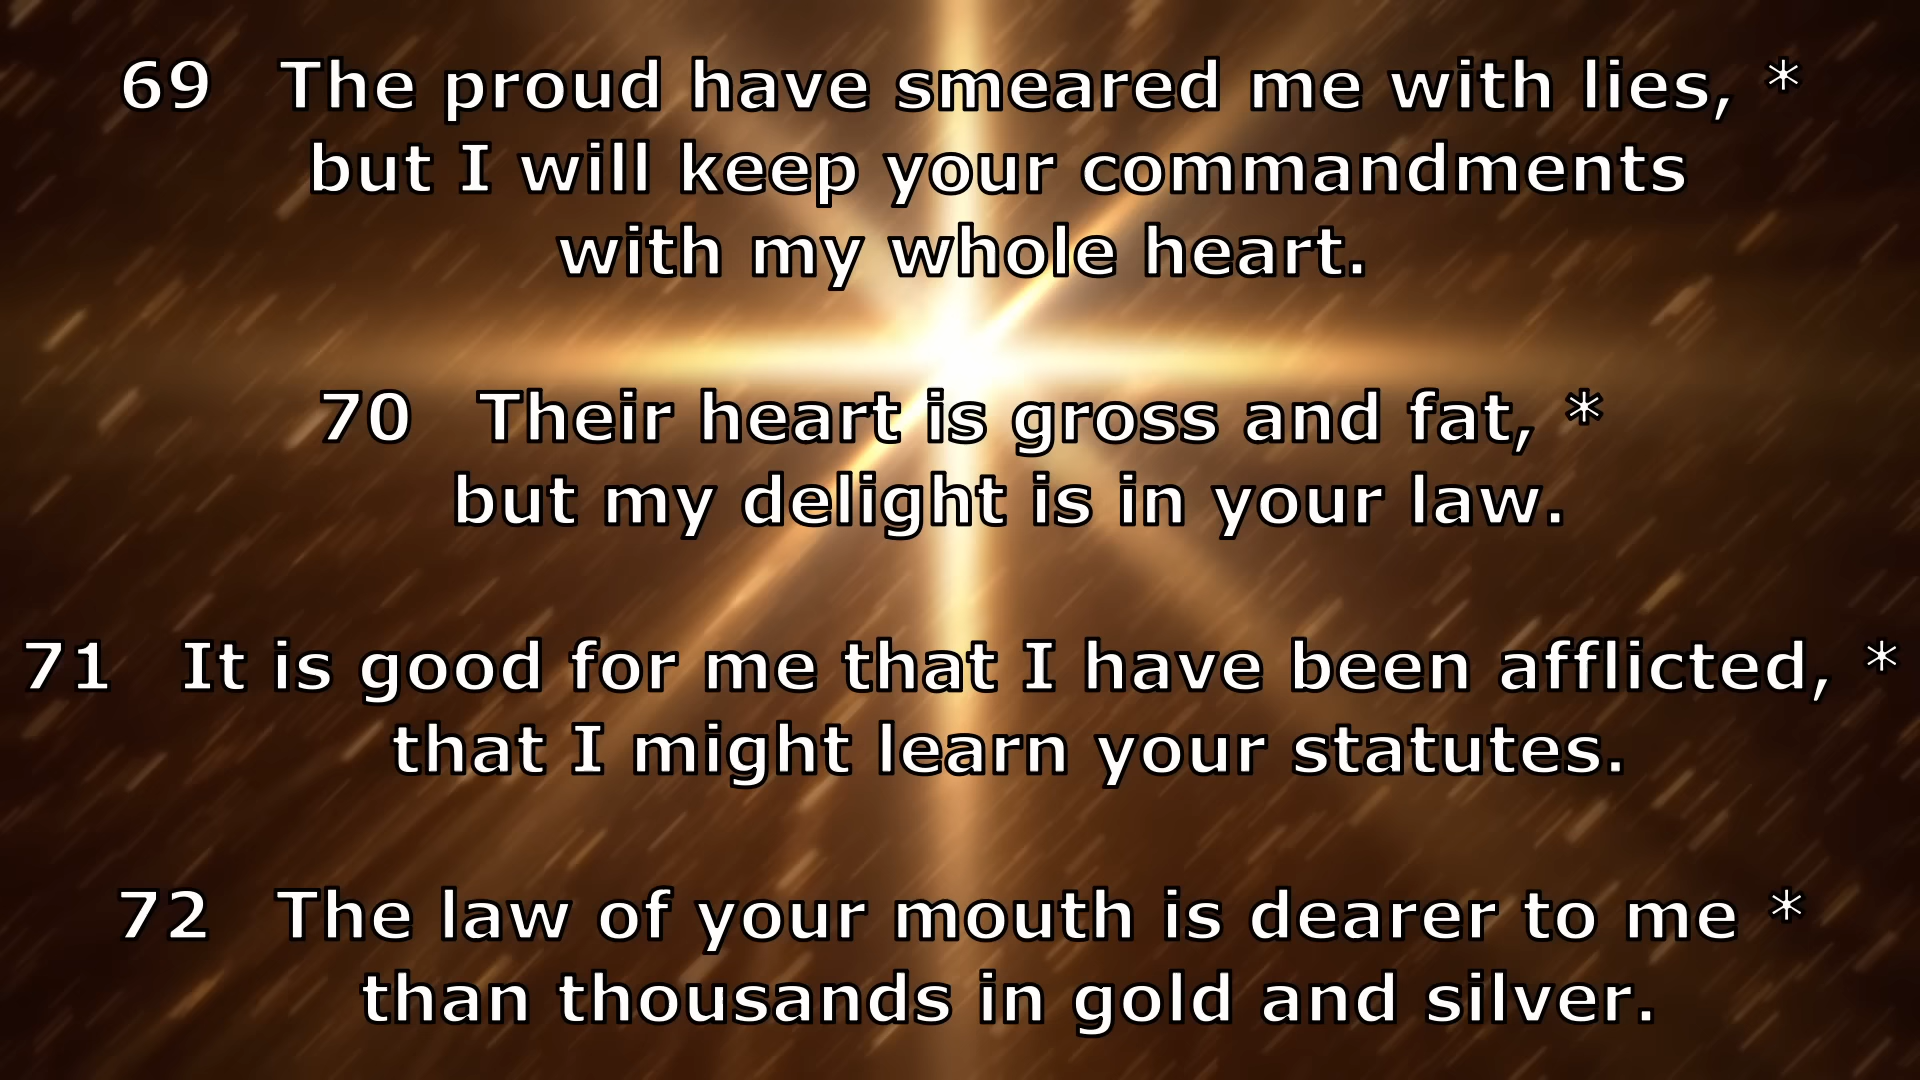 69 The proud have smeared me with lies, *
but I will keep your commandments
with my whole heart.
70 Their heart is gross and fat, *
but my delight is in your law.
71 It is good for me that I have been afflicted, *
that I might learn your statutes.
72 The law of your mouth is dearer to me *
than thousands in gold and silver.